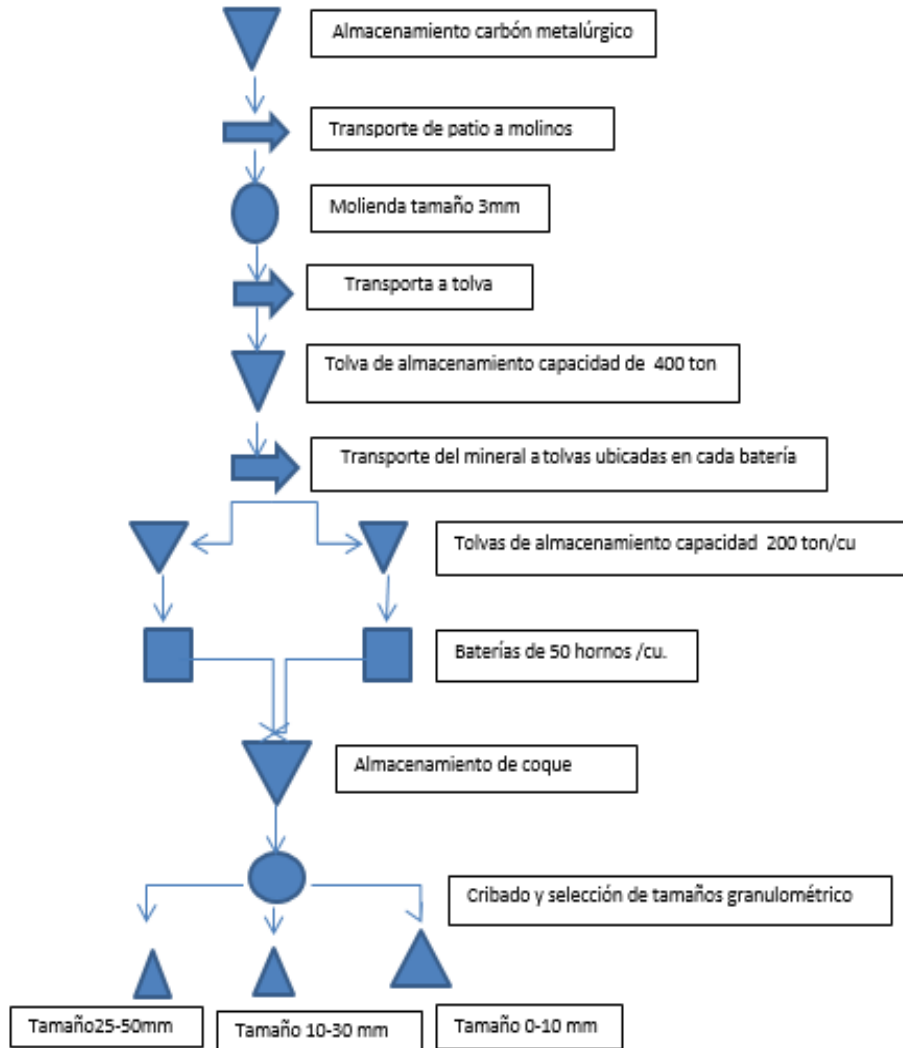 Almacenamiento carbón metalúrgico
Transporte de patio a molinos
Molienda tamaño 3mm
Transporta a tolva
Tolva de almacenamiento capacidad de 400 ton
Transporte del mineral a tolvas ubicadas en cada batería
Tolvas de almacenamiento capacidad 200 ton/cu
Baterías de 50 hornos /cu.
Almacenamiento de coque
Cribado y selección de tamaños granulométrico
Tamaño25-50mm
Tamaño 10-30 mm
Tamaño 0-10 mm